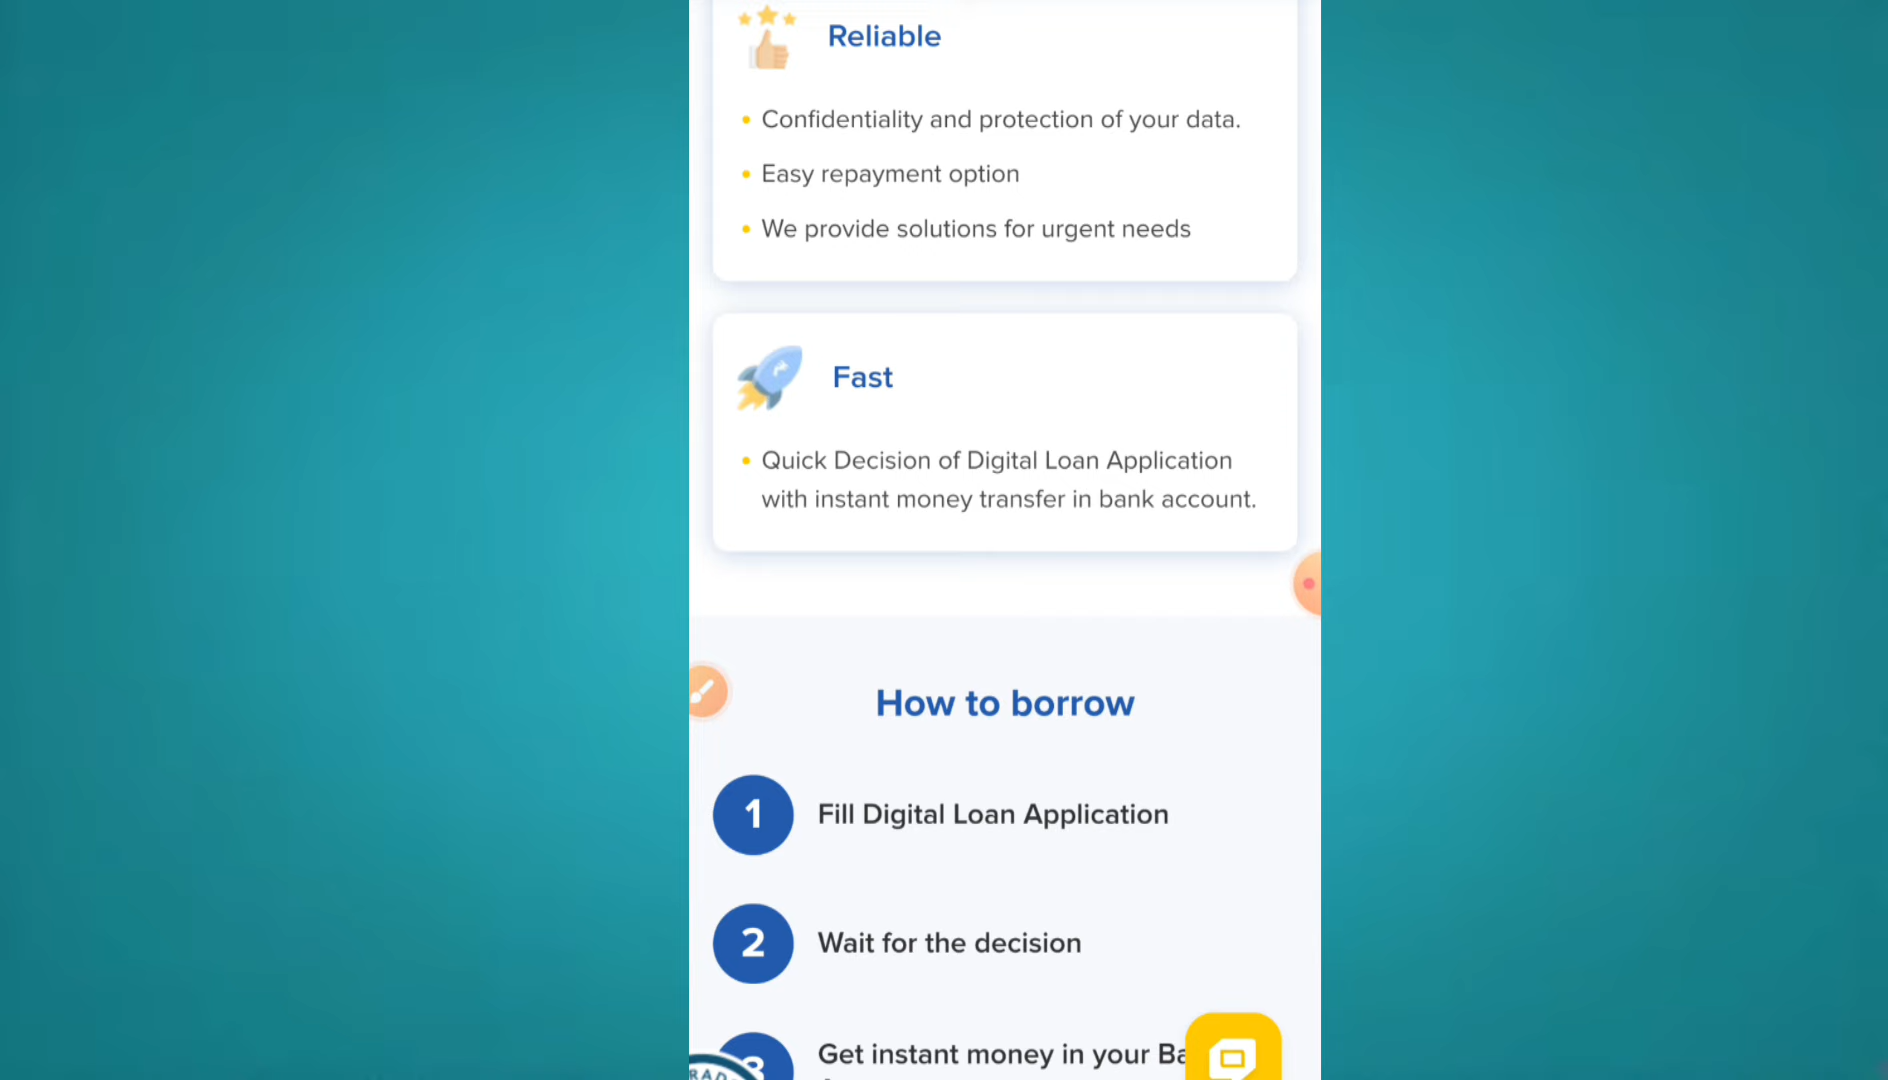 Reliable
Confidentiality and protection of your data.
Easy repayment option
We provide solutions for urgent needs
Fast
Quick Decision of Digital Loan Application
with instant money transfer in bank account.
How to borrow
1
Fill Digital Loan Application
2
Wait for the decision
3
Get instant money in your